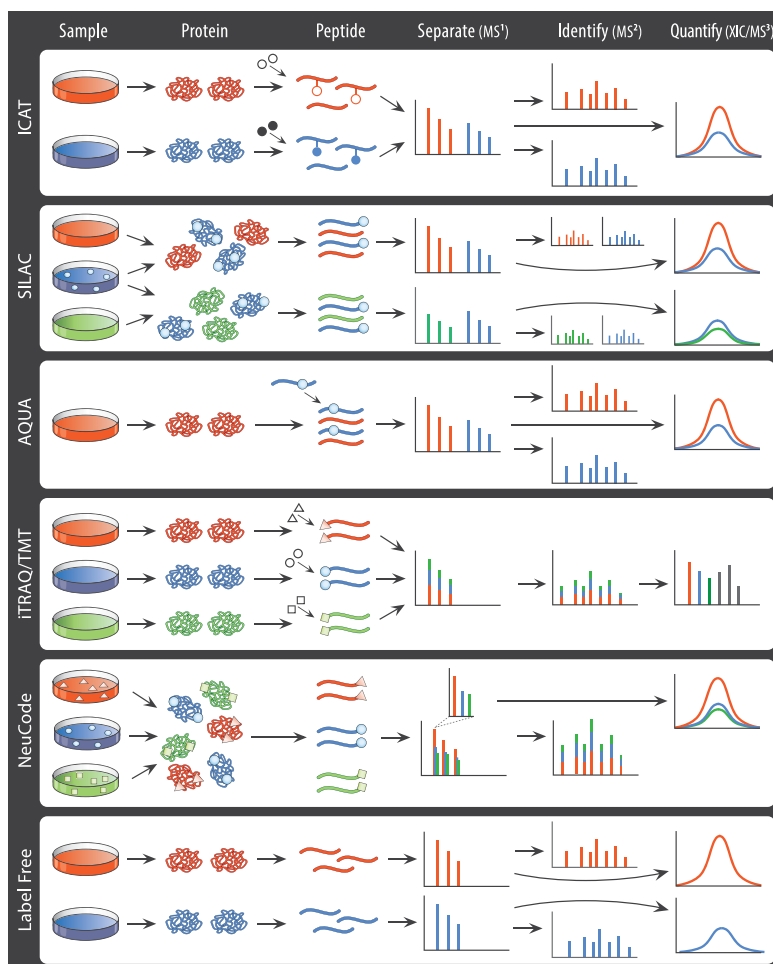 Sample Protein Peptide Separate (MS¹) Identify (MS²) Quantify (XIC/MS³)
ICAT
SILAC
AQUA
iTRAQ/TMT
NeuCode
Label Free